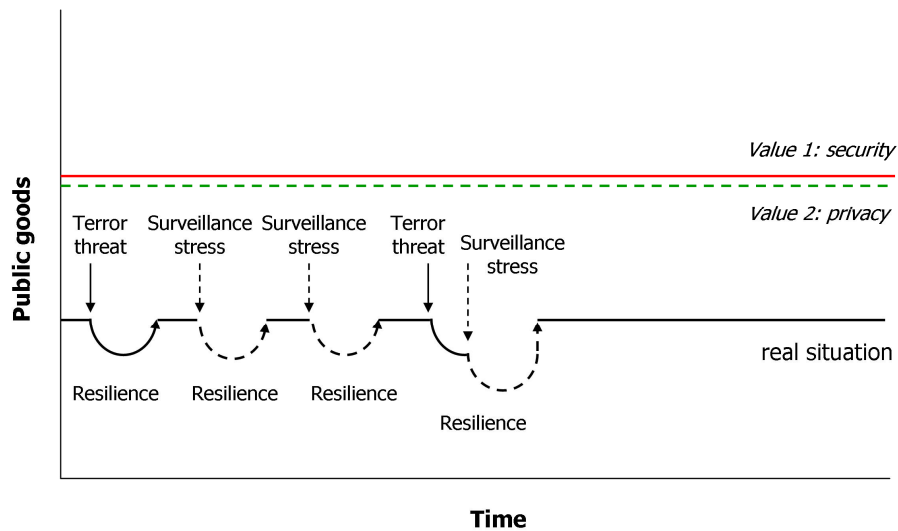 Value 1: security
Value 2: privacy
Public goods
Terror
threat
Surveillance
stress
Surveillance
stress
Terror
threat
Surveillance
stress
real situation
Resilience
Resilience
Resilience
Resilience
Time